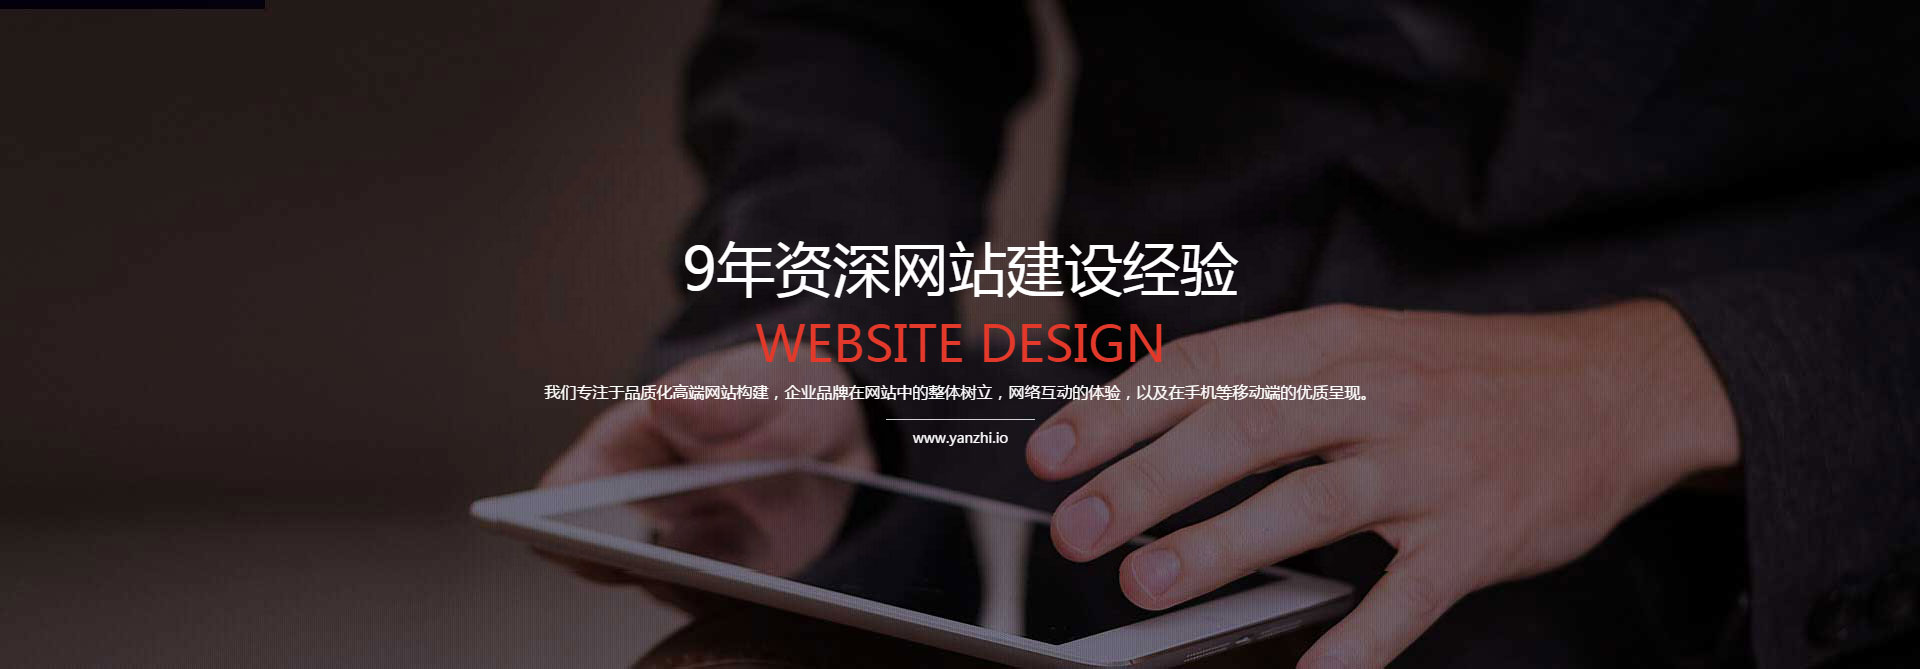 9年资深网站建设经验
WEBSITE DESIGN
我们专注于品质化高端网站构建，企业品牌在网站中的整体树立，网络互动的体验，以及在手机等移动端的优质呈现。
www.yanzhi.io